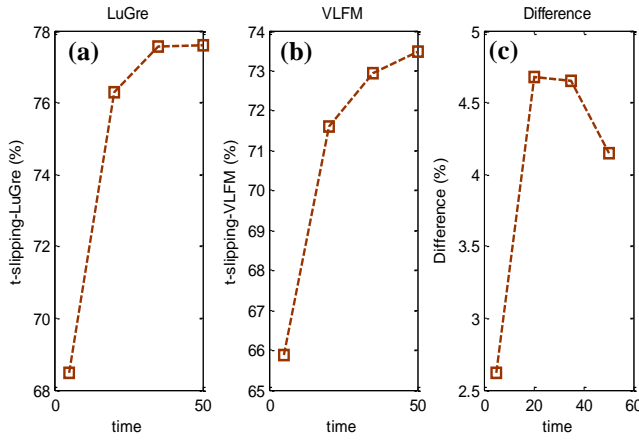 LuGre
(a)
t-slipping-LuGre (%)
78
76
74
72
70
68
0
50
time
VLFM
(b)
t-slipping-VLFM (%)
74
73
72
71
70
69
68
67
66
65
0
50
time
Difference
(c)
Difference (%)
5
4.5
4
3.5
3
2.5
0
20
40
60
time